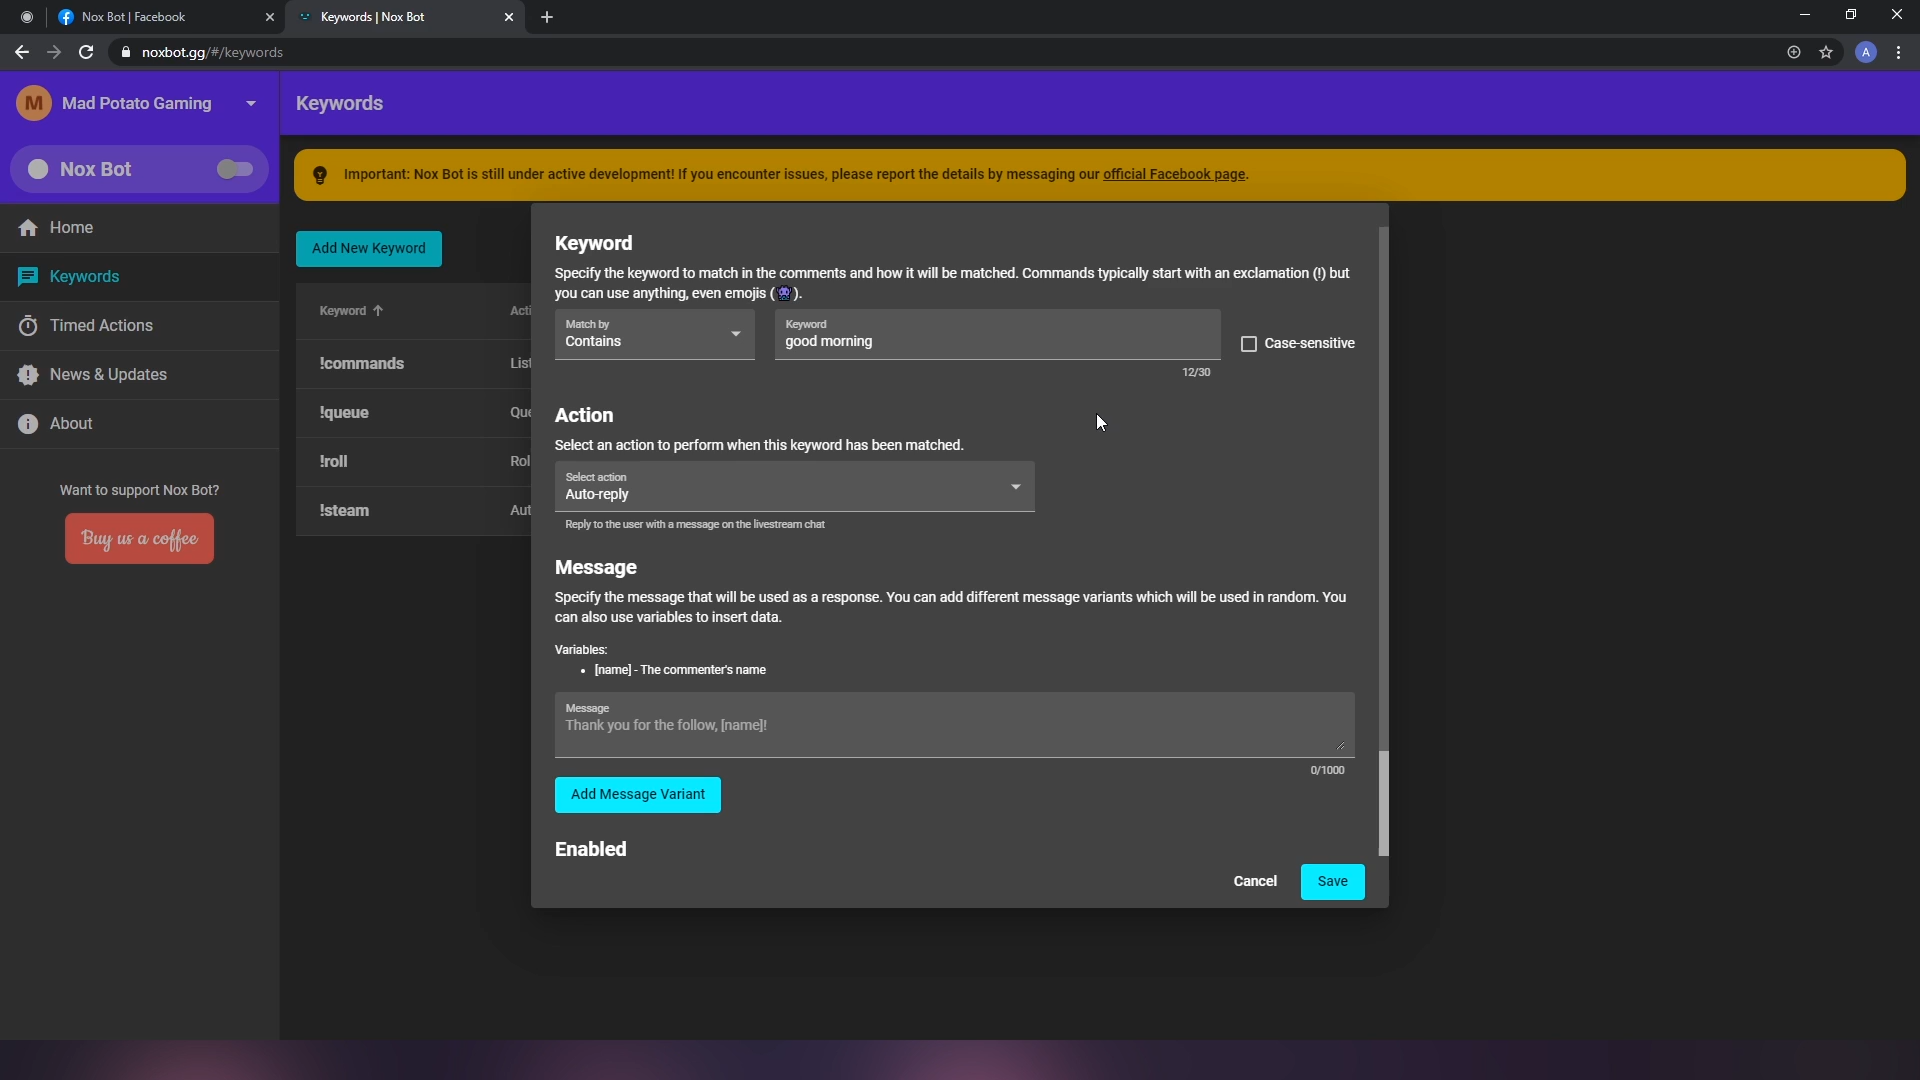 Nox Bot | Facebook
Keywords | Nox Bot
noxbot.gg/#/keywords
A
M
Mad Potato Gaming
Keywords
Nox Bot
Important: Nox Bot is still under active development! If you encounter issues, please report the details by messaging our official Facebook page.
Home
Keywords
Timed Actions
News & Updates
About
Want to support Nox Bot?
Buy us a coffee
Add New Keyword
Keyword
Acti
!commands
List
!queue
Que
!roll
Rol
!steam
Aut
Keyword
Specify the keyword to match in the comments and how it will be matched. Commands typically start with an exclamation (!) but
you can use anything, even emojis (👾).
Match by
Contains
Keyword
good morning
Case-sensitive
12/30
Action
Select an action to perform when this keyword has been matched.
Select action
Auto-reply
Reply to the user with a message on the livestream chat
Message
Specify the message that will be used as a response. You can add different message variants which will be used in random. You
can also use variables to insert data.
Variables:
• [name] - The commenter's name
Message
Thank you for the follow, [name]!
0/1000
Add Message Variant
Enabled
Cancel
Save